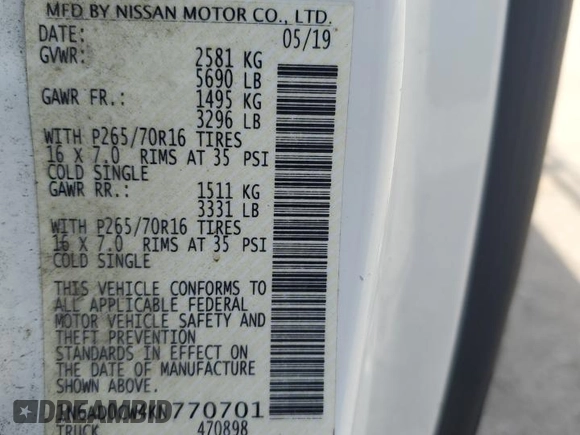 MFD BY NISSAN MOTOR CO., LTD.
DATE: 05/19
GVWR: 2581 KG
5690 LB
GAWR FR.: 1495 KG
3296 LB
WITH P265/70R16 TIRES
16 X 7.0 RIMS AT 35 PSI
COLD SINGLE
GAWR RR.: 1511 KG
3331 LB
WITH P265/70R16 TIRES
16 X 7.0 RIMS AT 35 PSI
COLD SINGLE
THIS VEHICLE CONFORMS TO
ALL APPLICABLE FEDERAL
MOTOR VEHICLE SAFETY AND
THEFT PREVENTION
STANDARDS IN EFFECT ON
THE DATE OF MANUFACTURE
SHOWN ABOVE.
1N6AD0CW4KN770701
TRUCK 470898